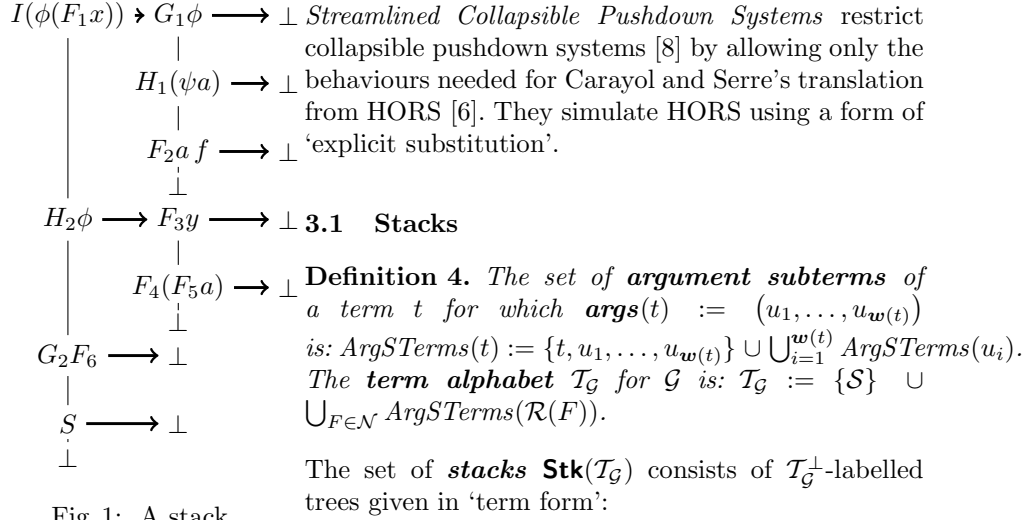 I(ϕ(F₁x)) → G₁ϕ → ⊥
H₁(ψa) → ⊥
F₂a f → ⊥
⊥
H₂ϕ → F₃y → ⊥
F₄(F₅a) → ⊥
⊥
G₂F₆ → ⊥
S → ⊥
⊥
Fig. 1: A stack
Streamlined Collapsible Pushdown Systems restrict
collapsible pushdown systems [8] by allowing only the
behaviours needed for Carayol and Serre's translation
from HORS [6]. They simulate HORS using a form of
‘explicit substitution’.
3.1 Stacks
Definition 4. The set of argument subterms of
a term t for which args(t) := (u₁, . . . , u_{w(t)})
is: ArgSTerms(t) := {t, u₁, . . . , u_{w(t)}} ∪ ⋃_{i=1}^{w(t)} ArgSTerms(u_i).
The term alphabet 𝒯_𝒢 for 𝒢 is: 𝒯_𝒢 := {𝒮} ∪
⋃_{F∈𝒩} ArgSTerms(ℛ(F)).
The set of stacks Stk(𝒯_𝒢) consists of 𝒯_𝒢^⊥-labelled
trees given in ‘term form’: